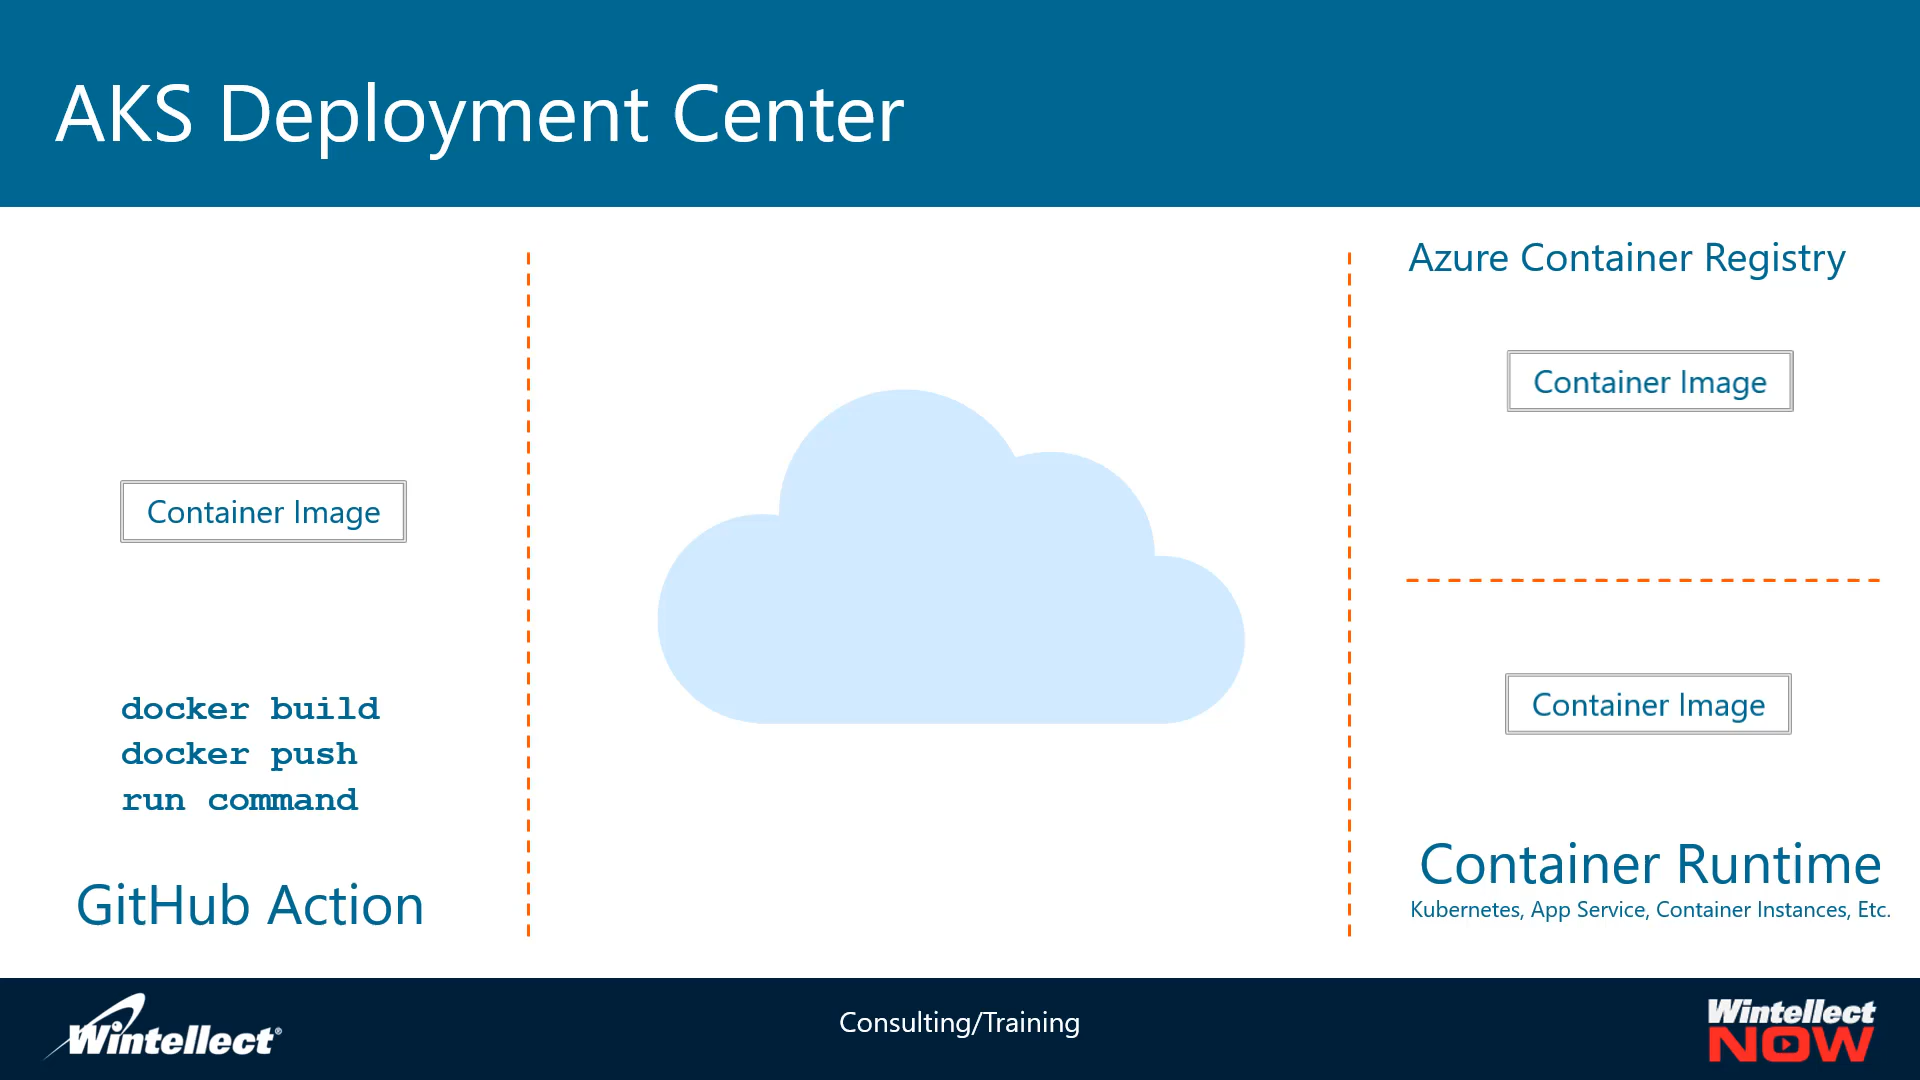 AKS Deployment Center
Container Image
docker build
docker push
run command
GitHub Action
Azure Container Registry
Container Image
Container Image
Container Runtime
Kubernetes, App Service, Container Instances, Etc.
Wintellect®
Consulting/Training
Wintellect
NOW